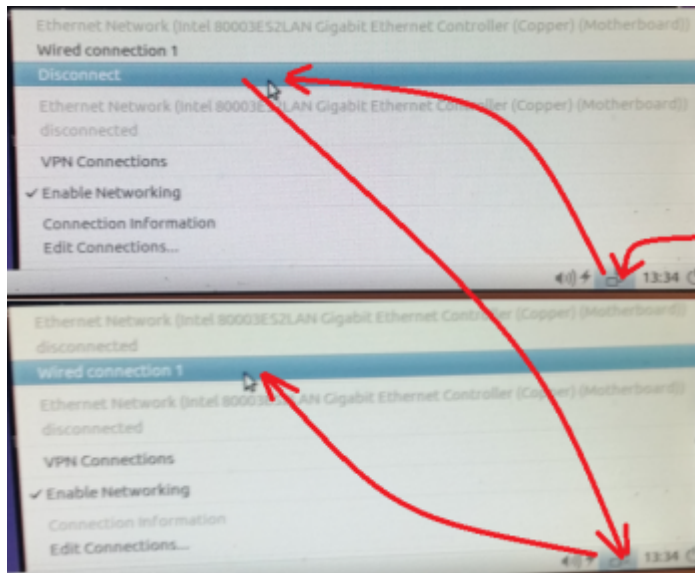 Ethernet Network (Intel 80003ES2LAN Gigabit Ethernet Controller (Copper) (Motherboard))
Wired connection 1
Disconnect
Ethernet Network (Intel 80003ES2LAN Gigabit Ethernet Controller (Copper) (Motherboard))
disconnected
VPN Connections
✓ Enable Networking
Connection Information
Edit Connections...
13:34
Ethernet Network (Intel 80003ES2LAN Gigabit Ethernet Controller (Copper) (Motherboard))
disconnected
Wired connection 1
Ethernet Network (Intel 80003ES2LAN Gigabit Ethernet Controller (Copper) (Motherboard))
disconnected
VPN Connections
✓ Enable Networking
Connection Information
Edit Connections...
13:34